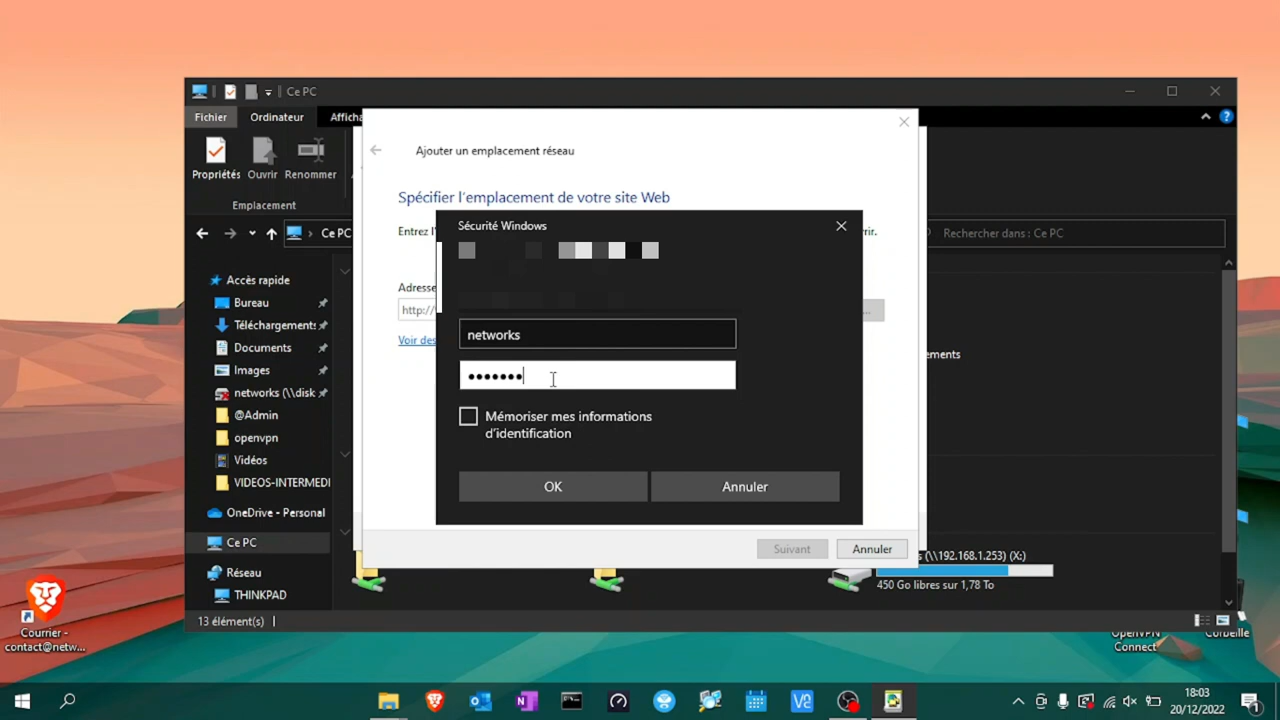 Ce PC
Fichier
Ordinateur
Afficha
Propriétés
Ouvrir
Renommer
Emplacement
Ce PC
Rechercher dans : Ce PC
Ajouter un emplacement réseau
Spécifier l'emplacement de votre site Web
Entrez l'
rir.
Adresse
http://
...
Voir des
Sécurité Windows
networks
•••••••
Mémoriser mes informations
d'identification
OK
Annuler
Suivant
Annuler
Accès rapide
Bureau
Téléchargement:
Documents
Images
networks (\\disk
@Admin
openvpn
Vidéos
VIDEOS-INTERMEDI
OneDrive - Personal
Ce PC
Réseau
THINKPAD
ements
(\\192.168.1.253) (X:)
450 Go libres sur 1,78 To
13 élément(s)
Courrier -
contact@netw...
OpenVPN
Connect
Corbeille
18:03
20/12/2022
1